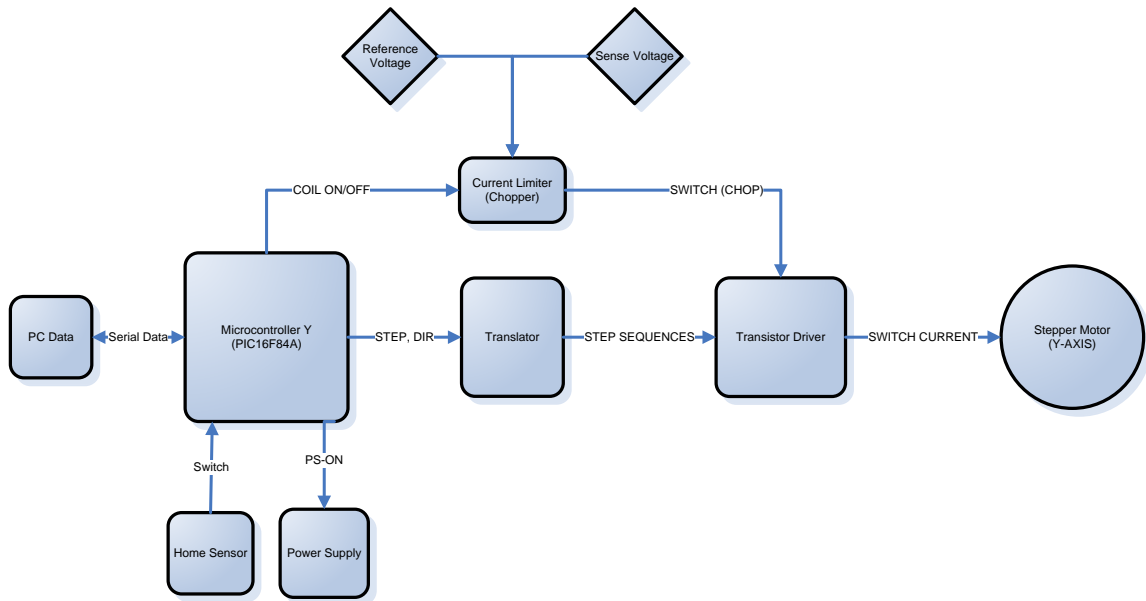 Reference
Voltage
Sense Voltage
Current Limiter
(Chopper)
COIL ON/OFF
SWITCH (CHOP)
PC Data
Serial Data
Microcontroller Y
(PIC16F84A)
STEP, DIR
Translator
STEP SEQUENCES
Transistor Driver
SWITCH CURRENT
Stepper Motor
(Y-AXIS)
Switch
PS-ON
Home Sensor
Power Supply